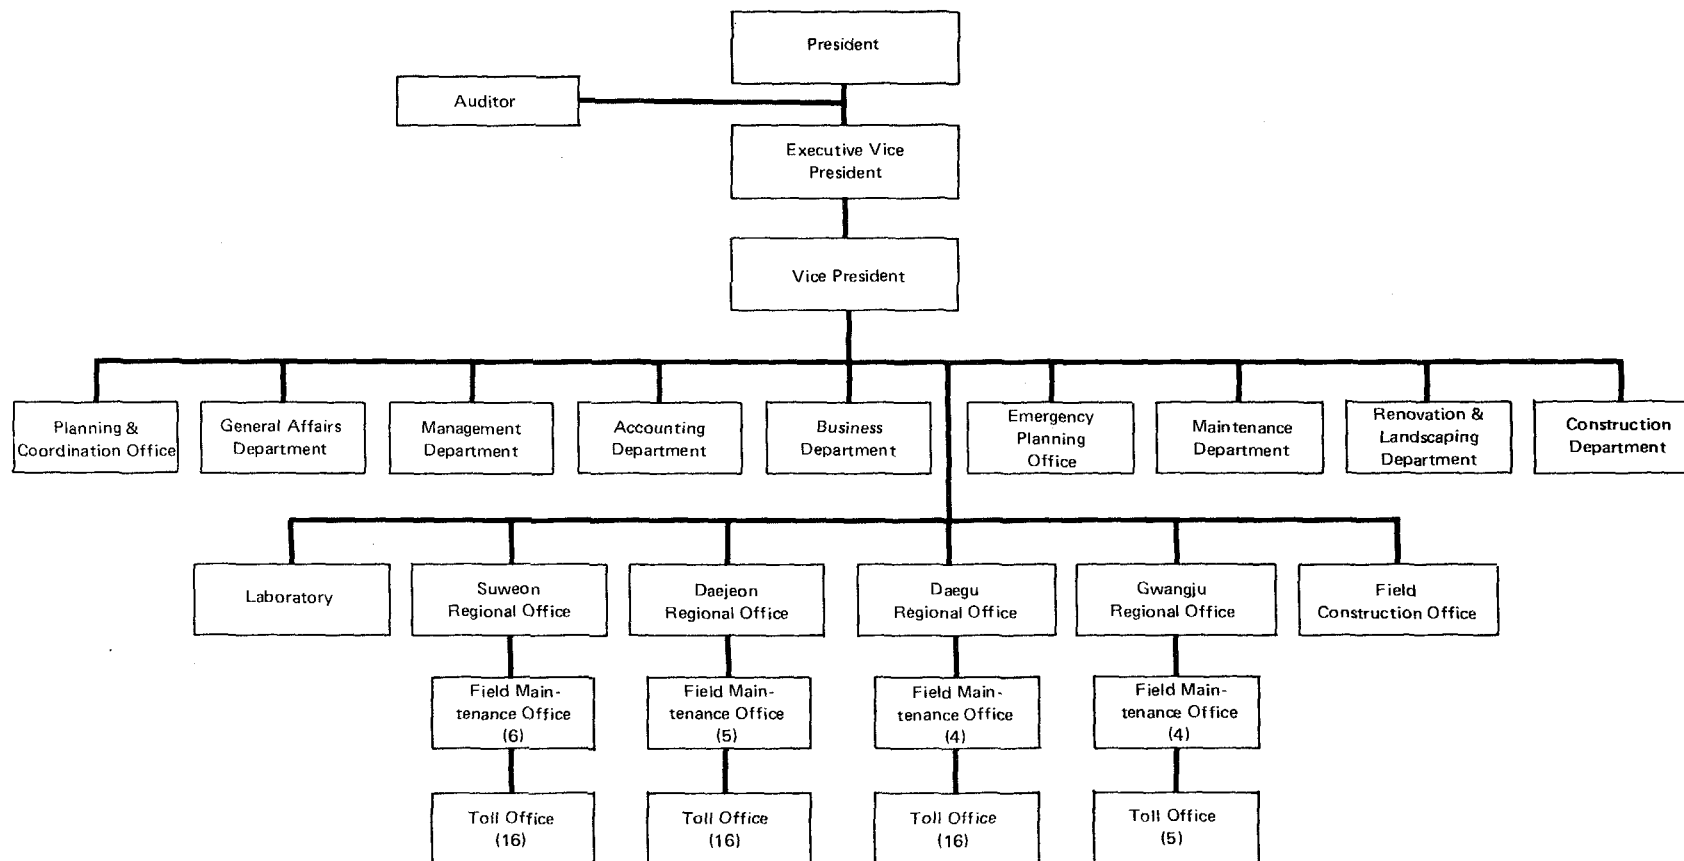 President
Auditor
Executive Vice
President
Vice President
Planning &
Coordination Office
General Affairs
Department
Management
Department
Accounting
Department
Business
Department
Emergency
Planning
Office
Maintenance
Department
Renovation &
Landscaping
Department
Construction
Department
Laboratory
Suweon
Regional Office
Daejeon
Regional Office
Daegu
Regional Office
Gwangju
Regional Office
Field
Construction Office
Field Main-
tenance Office
(6)
Field Main-
tenance Office
(5)
Field Main-
tenance Office
(4)
Field Main-
tenance Office
(4)
Toll Office
(16)
Toll Office
(16)
Toll Office
(16)
Toll Office
(5)